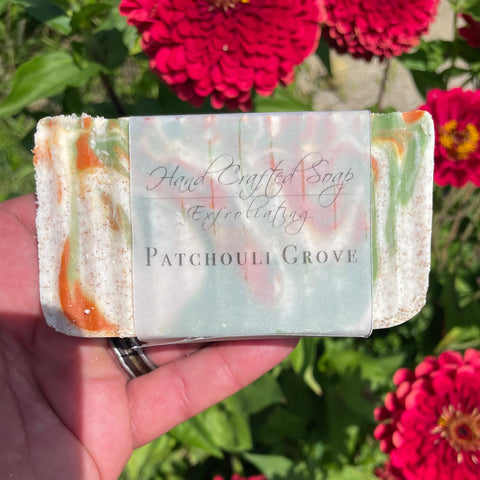 Hand Crafted Soap
Exfoliating
Patchouli Grove